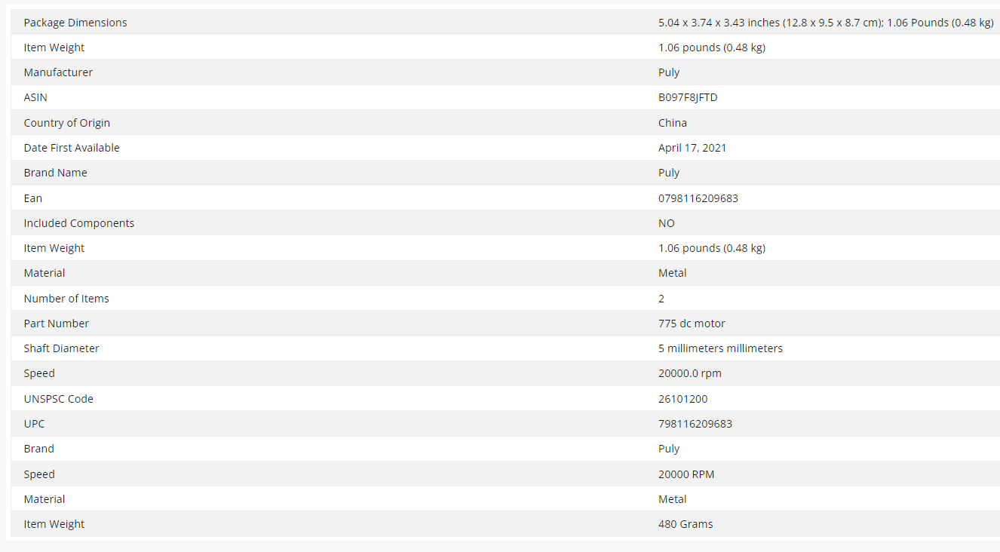 Package Dimensions 5.04 x 3.74 x 3.43 inches (12.8 x 9.5 x 8.7 cm); 1.06 Pounds (0.48 kg)
Item Weight 1.06 pounds (0.48 kg)
Manufacturer Puly
ASIN B097F8JFTD
Country of Origin China
Date First Available April 17, 2021
Brand Name Puly
Ean 0798116209683
Included Components NO
Item Weight 1.06 pounds (0.48 kg)
Material Metal
Number of Items 2
Part Number 775 dc motor
Shaft Diameter 5 millimeters millimeters
Speed 20000.0 rpm
UNSPSC Code 26101200
UPC 798116209683
Brand Puly
Speed 20000 RPM
Material Metal
Item Weight 480 Grams